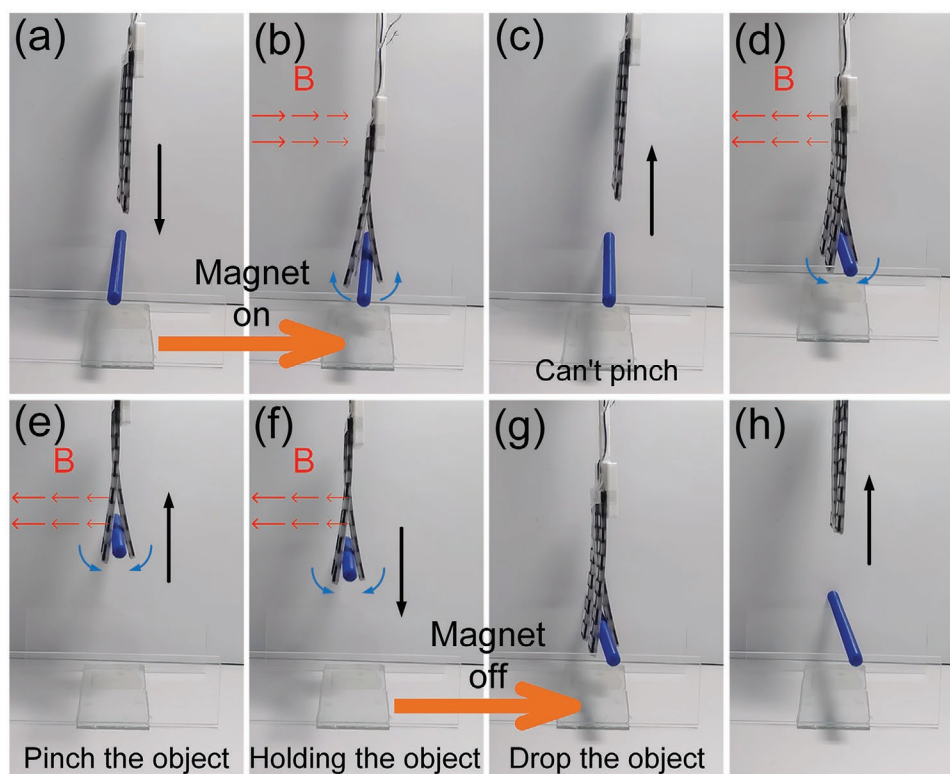 (a)
(b)
(c)
(d)
B
B
Magnet
on
Can't pinch
(e)
(f)
(g)
(h)
B
B
Magnet
off
Pinch the object
Holding the object
Drop the object